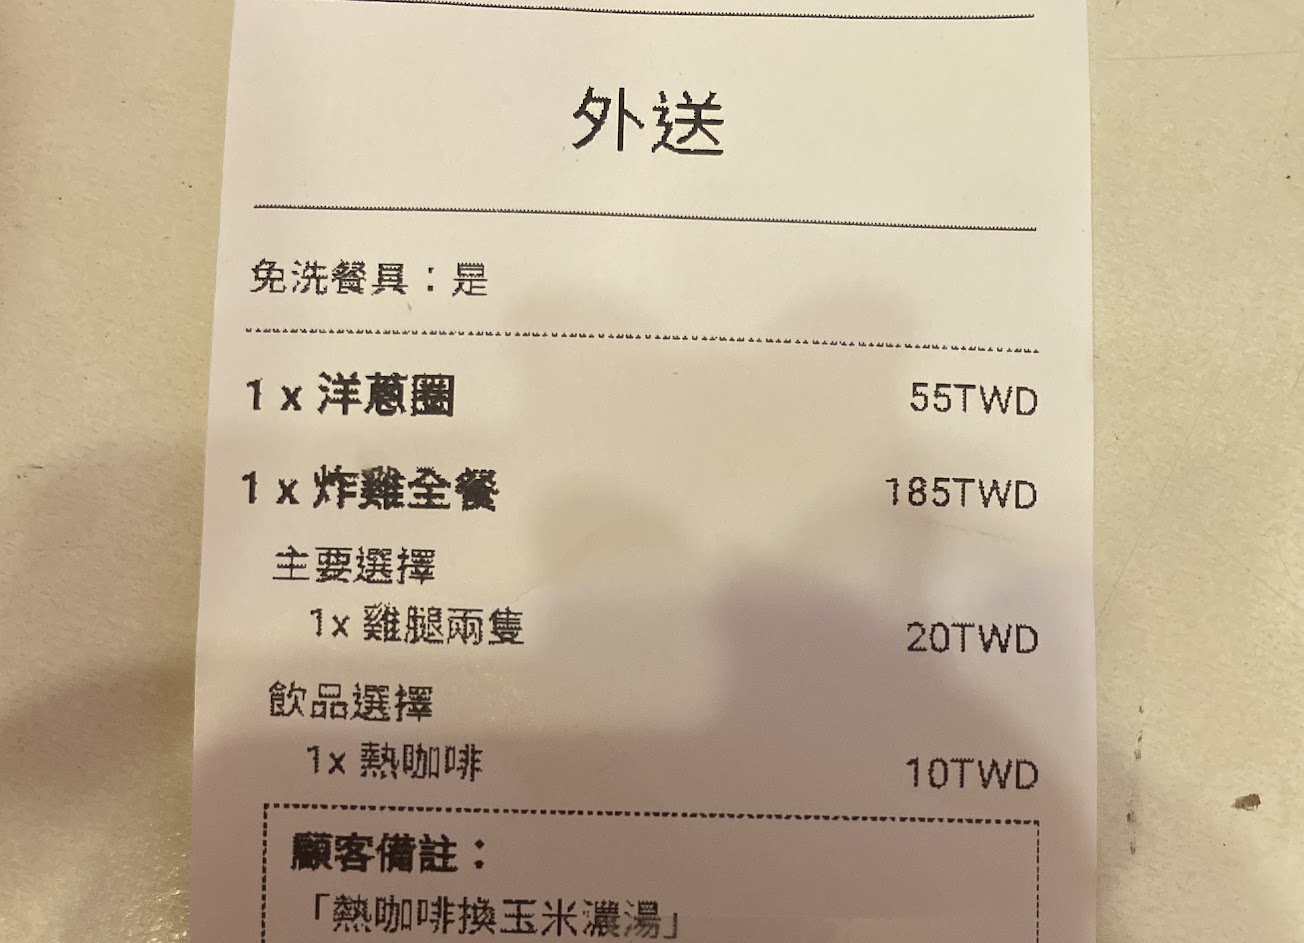 外送
免洗餐具：是
1 x 洋蔥圈 55TWD
1 x 炸雞全餐 185TWD
主要選擇
1x 雞腿兩隻 20TWD
飲品選擇
1x 熱咖啡 10TWD
顧客備註：
「熱咖啡換玉米濃湯」